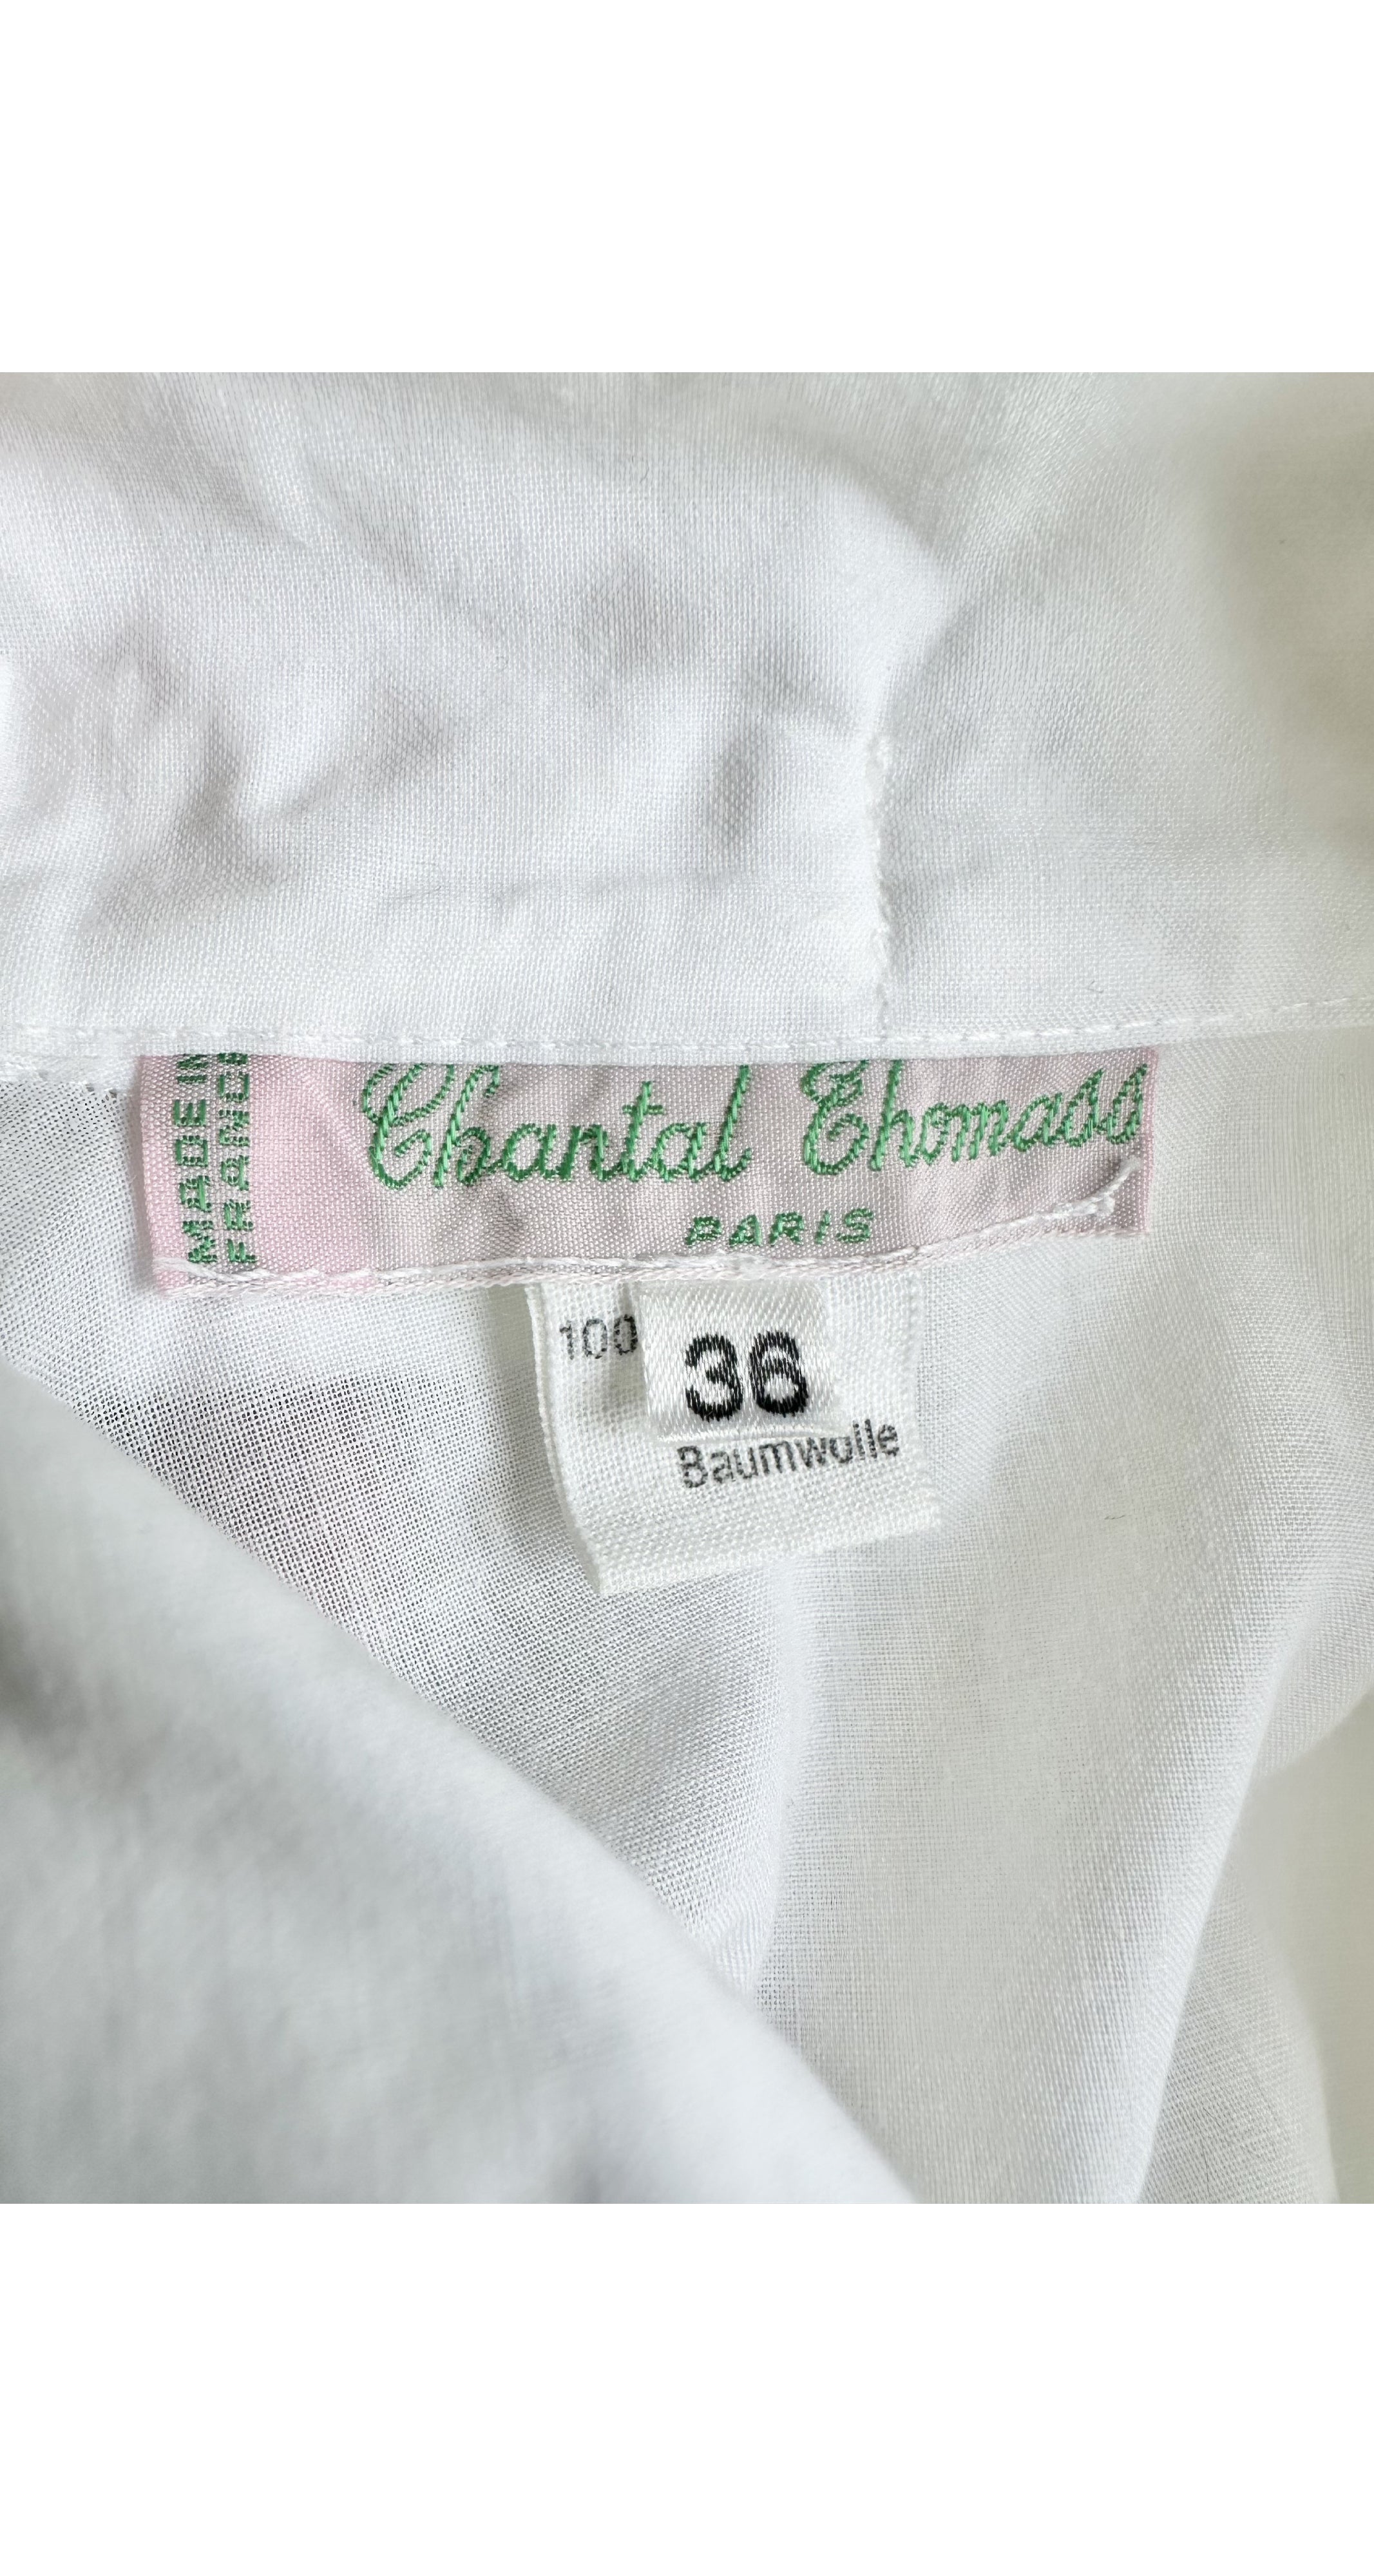 MADE IN
FRANCE
Chantal Thomass
PARIS
100
36
Baumwolle